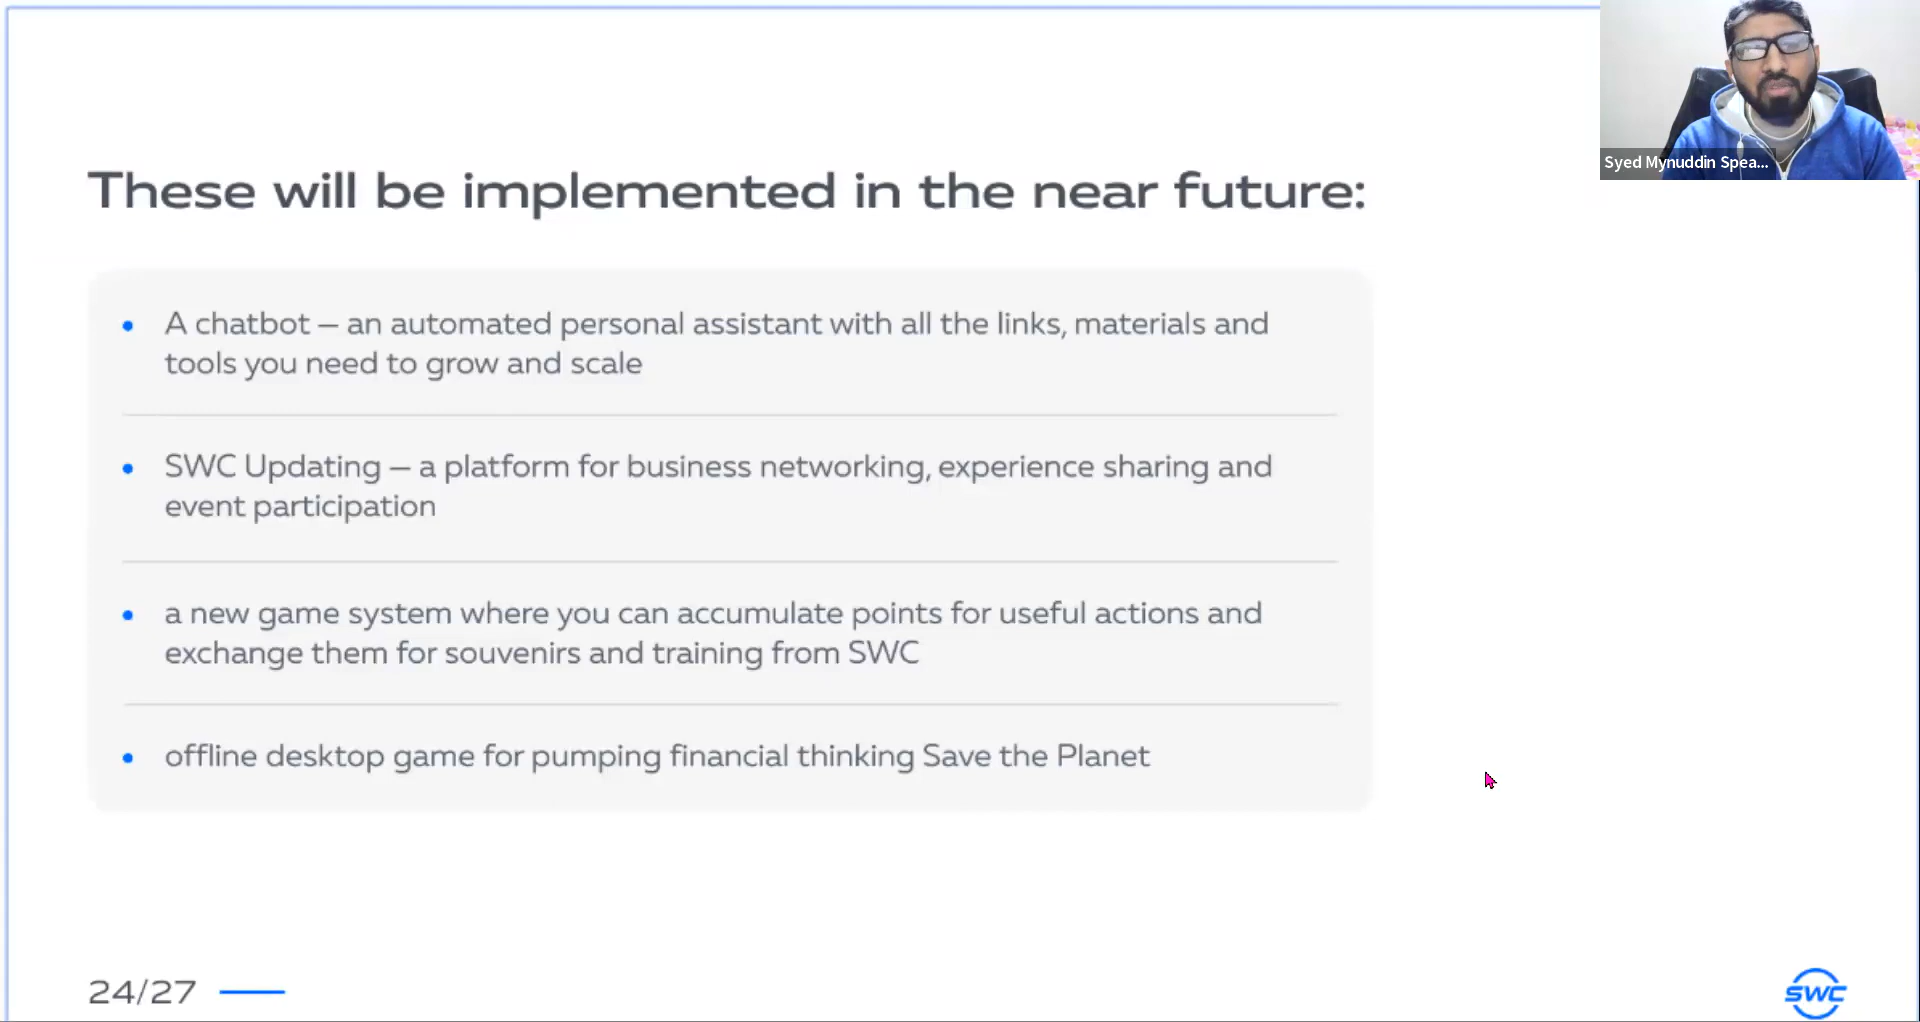 Syed Mynuddin Spea...
These will be implemented in the near future:
• A chatbot – an automated personal assistant with all the links, materials and
tools you need to grow and scale
• SWC Updating – a platform for business networking, experience sharing and
event participation
• a new game system where you can accumulate points for useful actions and
exchange them for souvenirs and training from SWC
• offline desktop game for pumping financial thinking Save the Planet
24/27
SWC